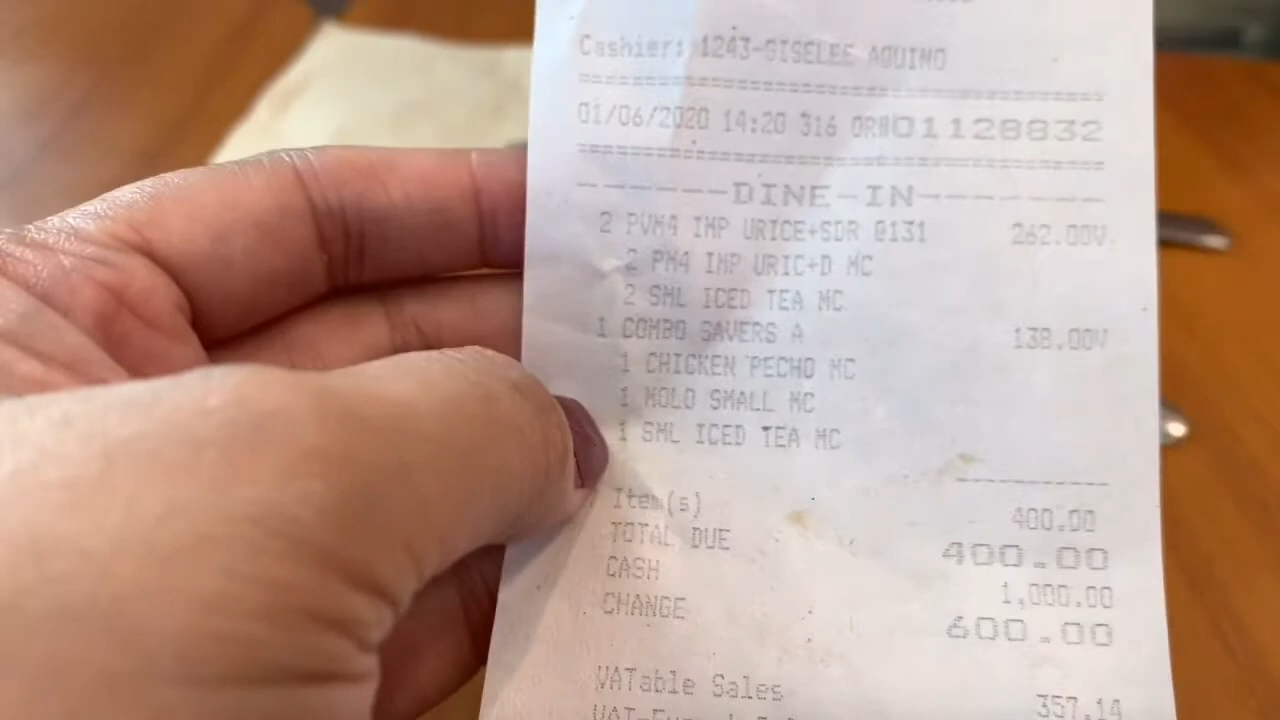 Cashier: 1243-GISELEE AQUINO
01/06/2020 14:20 316 OR#01128832
------DINE-IN--------
2 PVM4 IMP URICE+SDR @131 262.00V
2 PM4 IMP URIC+D MC
2 SML ICED TEA MC
1 COMBO SAVERS A 138.00V
1 CHICKEN PECHO MC
1 MOLO SMALL MC
1 SML ICED TEA MC
Item(s) 400.00
TOTAL DUE 400.00
CASH 1,000.00
CHANGE 600.00
VATable Sales 357.14